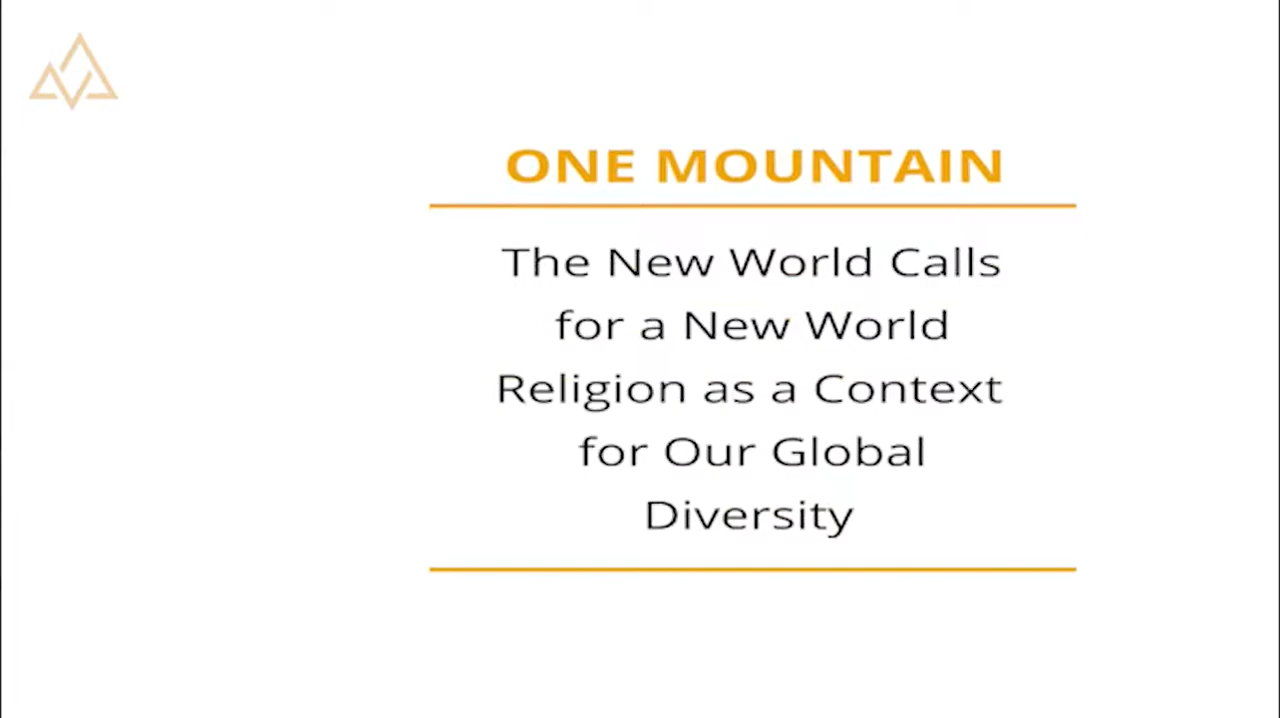 ONE MOUNTAIN
The New World Calls
for a New World
Religion as a Context
for Our Global
Diversity